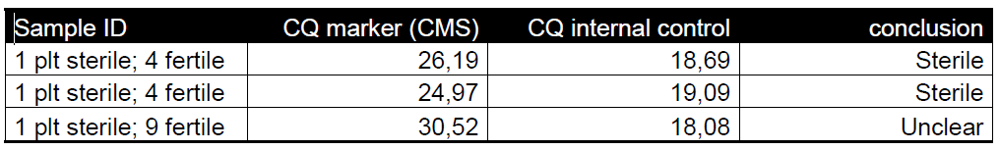 Sample ID CQ marker (CMS) CQ internal control conclusion
1 plt sterile; 4 fertile 26,19 18,69 Sterile
1 plt sterile; 4 fertile 24,97 19,09 Sterile
1 plt sterile; 9 fertile 30,52 18,08 Unclear